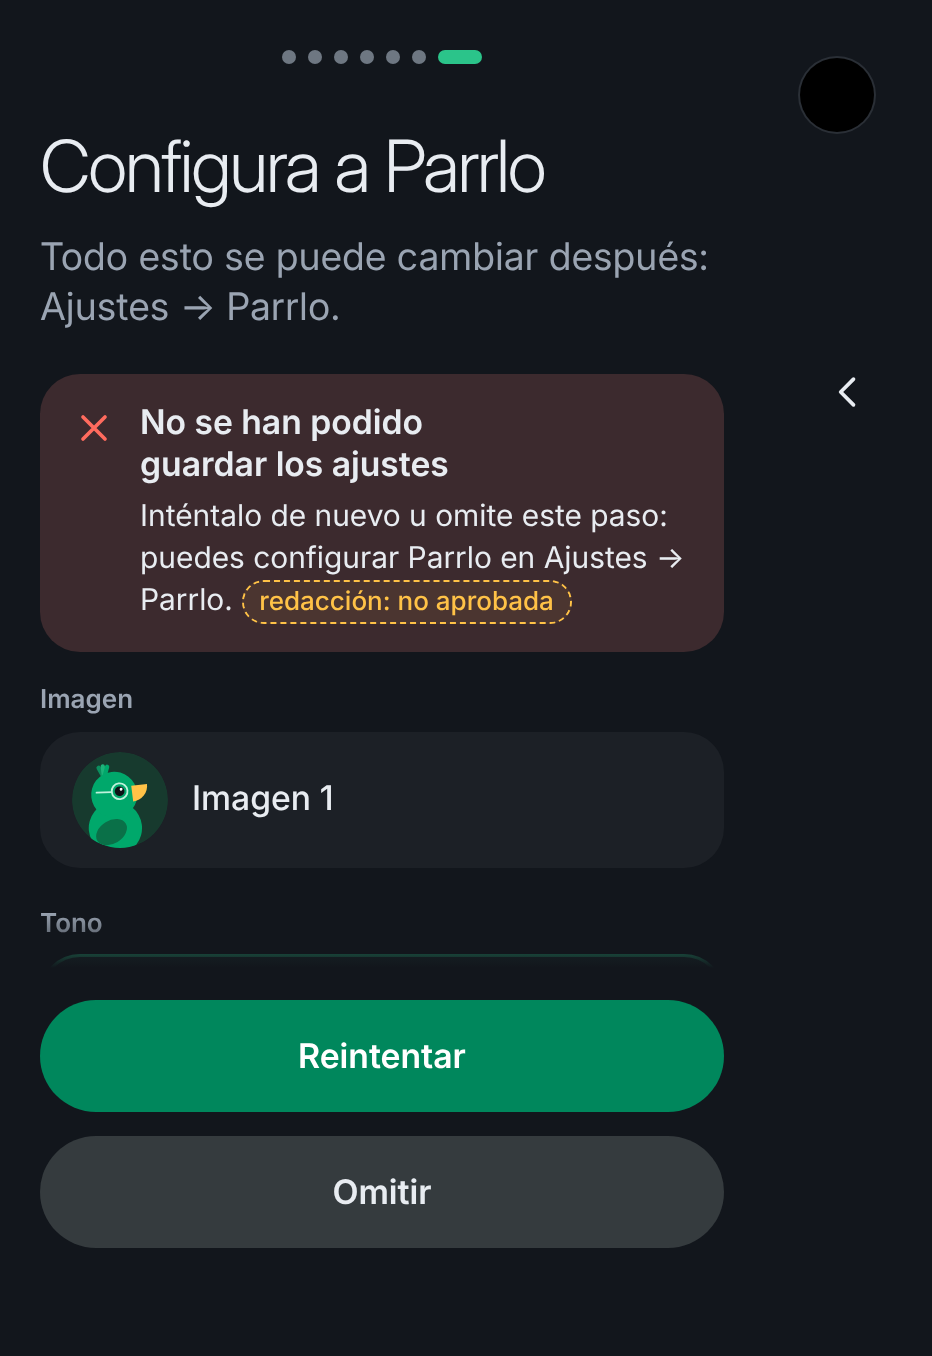 Configura a Parrlo
Todo esto se puede cambiar después:
Ajustes → Parrlo.
No se han podido
guardar los ajustes
Inténtalo de nuevo u omite este paso:
puedes configurar Parrlo en Ajustes →
Parrlo. redacción: no aprobada
Imagen
Imagen 1
Tono
Reintentar
Omitir